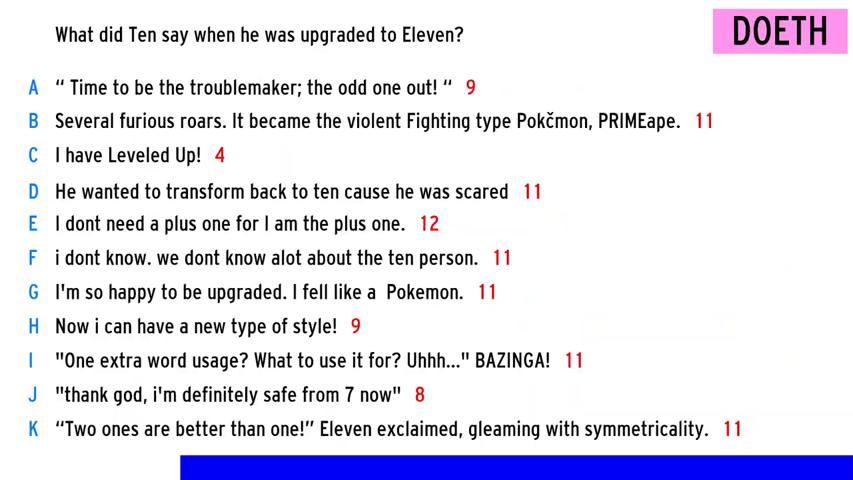 What did Ten say when he was upgraded to Eleven?
DOETH
A “ Time to be the troublemaker; the odd one out! “ 9
B Several furious roars. It became the violent Fighting type Pokčmon, PRIMEape. 11
C I have Leveled Up! 4
D He wanted to transform back to ten cause he was scared 11
E I dont need a plus one for I am the plus one. 12
F i dont know. we dont know alot about the ten person. 11
G I'm so happy to be upgraded. I fell like a Pokemon. 11
H Now i can have a new type of style! 9
I "One extra word usage? What to use it for? Uhhh..." BAZINGA! 11
J "thank god, i'm definitely safe from 7 now" 8
K “Two ones are better than one!” Eleven exclaimed, gleaming with symmetricality. 11